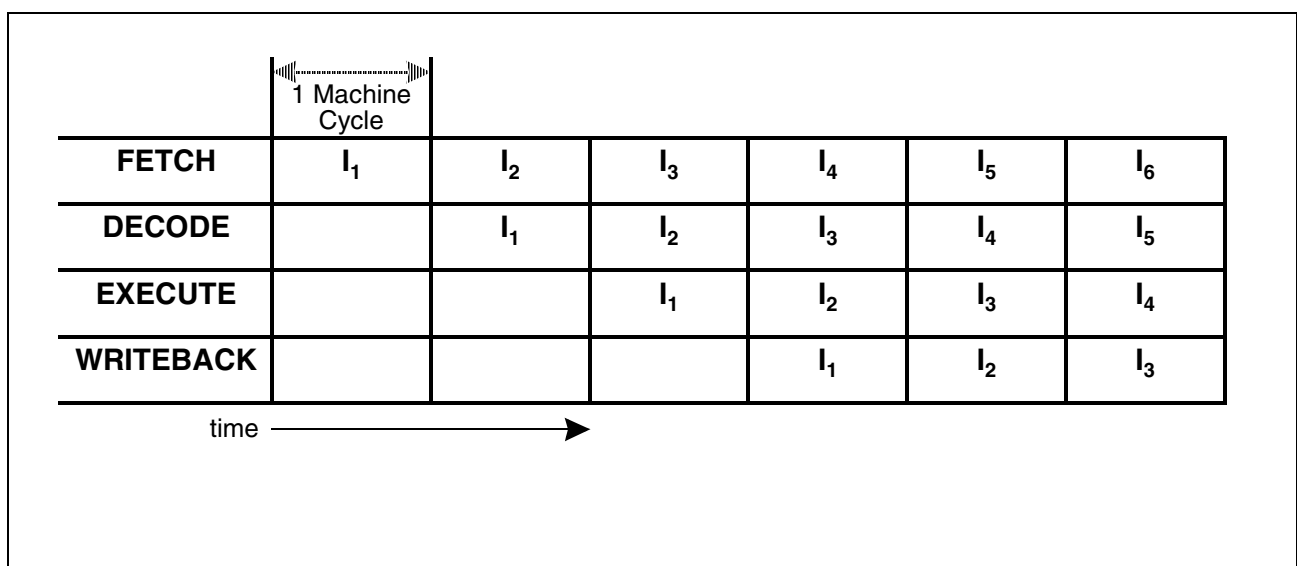 1 Machine
Cycle
FETCH I₁ I₂ I₃ I₄ I₅ I₆
DECODE I₁ I₂ I₃ I₄ I₅
EXECUTE I₁ I₂ I₃ I₄
WRITEBACK I₁ I₂ I₃
time